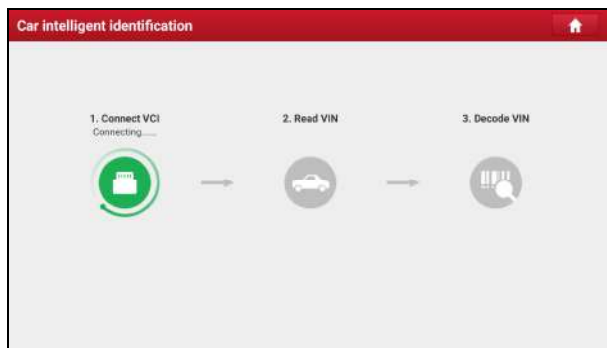 Car intelligent identification
1. Connect VCI
Connecting......
2. Read VIN
3. Decode VIN